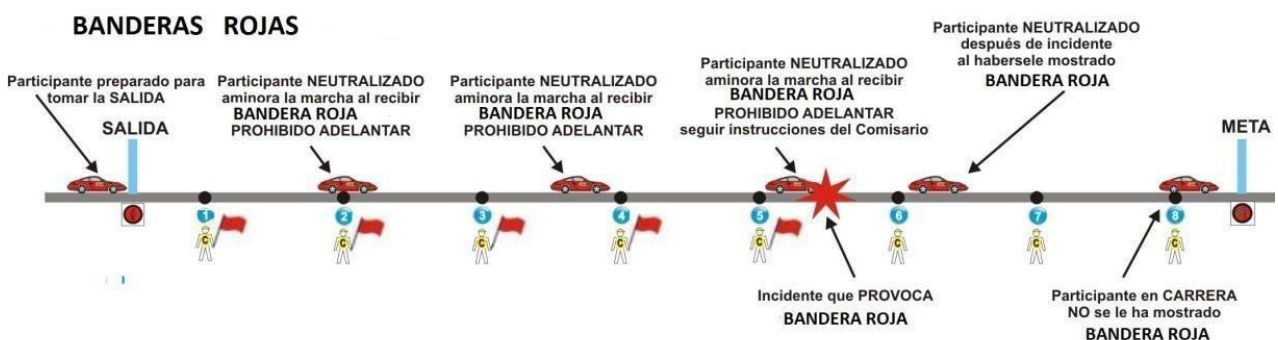 BANDERAS ROJAS
Participante preparado para
tomar la SALIDA
SALIDA
Participante NEUTRALIZADO
aminora la marcha al recibir
BANDERA ROJA
PROHIBIDO ADELANTAR
Participante NEUTRALIZADO
aminora la marcha al recibir
BANDERA ROJA
PROHIBIDO ADELANTAR
Participante NEUTRALIZADO
aminora la marcha al recibir
BANDERA ROJA
PROHIBIDO ADELANTAR
seguir instrucciones del Comisario
Participante NEUTRALIZADO
después de incidente
al habersele mostrado
BANDERA ROJA
META
1
2
3
4
5
6
7
8
C
C
C
C
C
C
C
C
Incidente que PROVOCA
BANDERA ROJA
Participante en CARRERA
NO se le ha mostrado
BANDERA ROJA